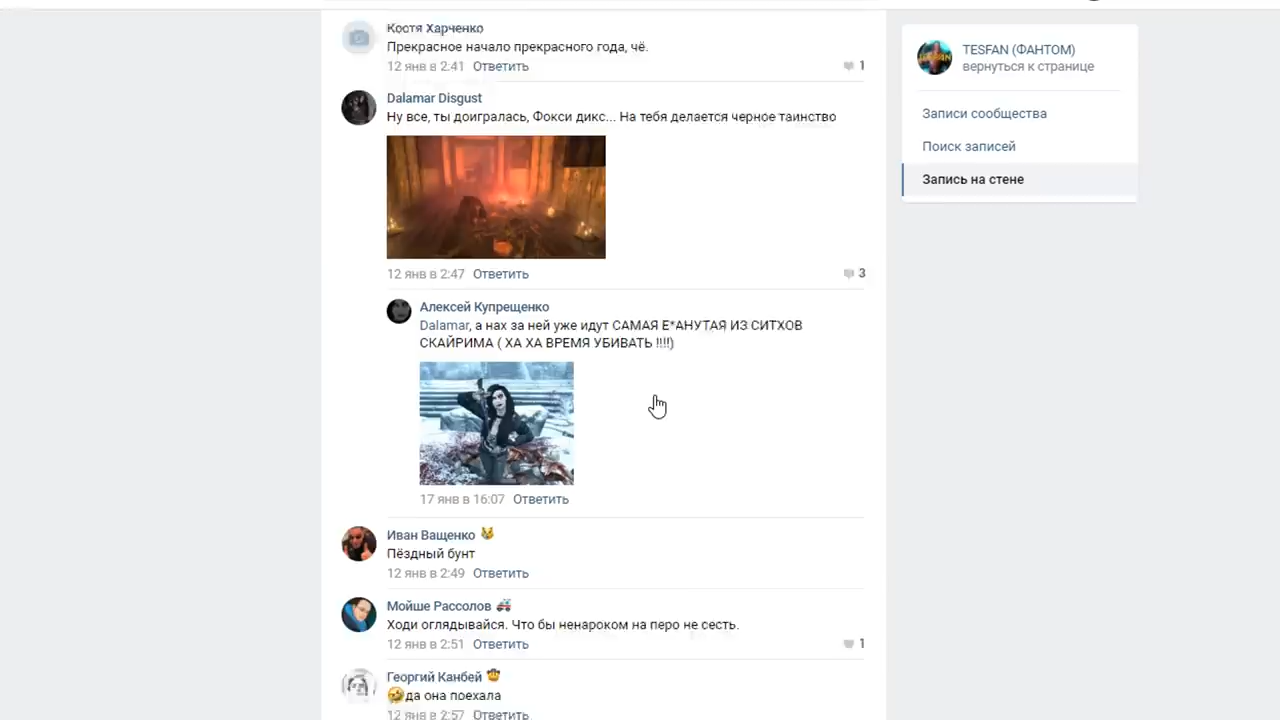 Костя Харченко
Прекрасное начало прекрасного года, чё.
12 янв в 2:41 Ответить
1
Dalamar Disgust
Ну все, ты доигралась, Фокси дикс... На тебя делается черное таинство
12 янв в 2:47 Ответить
3
Алексей Купрещенко
Dalamar, а нах за ней уже идут САМАЯ Е*АНУТАЯ ИЗ СИТХОВ
СКАЙРИМА ( ХА ХА ВРЕМЯ УБИВАТЬ !!!!)
17 янв в 16:07 Ответить
Иван Ващенко
Пёздный бунт
12 янв в 2:49 Ответить
Мойше Рассолов
Ходи оглядывайся. Что бы ненароком на перо не сесть.
12 янв в 2:51 Ответить
1
Георгий Канбей
🤣да она поехала
12 янв в 2:57 Ответить
TESFAN (ФАНТОМ)
вернуться к странице
Записи сообщества
Поиск записей
Запись на стене